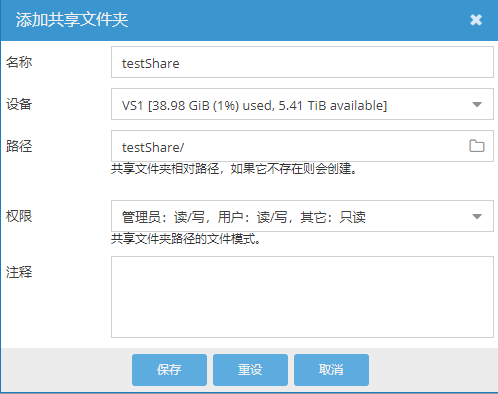 添加共享文件夹
名称 testShare
设备 VS1 [38.98 GiB (1%) used, 5.41 TiB available]
路径 testShare/
共享文件夹相对路径，如果它不存在则会创建。
权限 管理员：读/写，用户：读/写，其它：只读
共享文件夹路径的文件模式。
注释
保存 重设 取消